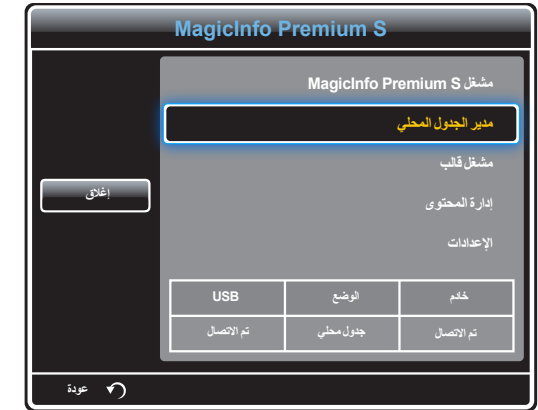 MagicInfo Premium S
مشغل MagicInfo Premium S
مدير الجدول المحلي
مشغل قالب
إدارة المحتوى
الإعدادات
إغلاق
خادم الوضع USB
تم الاتصال جدول محلي تم الاتصال
عودة